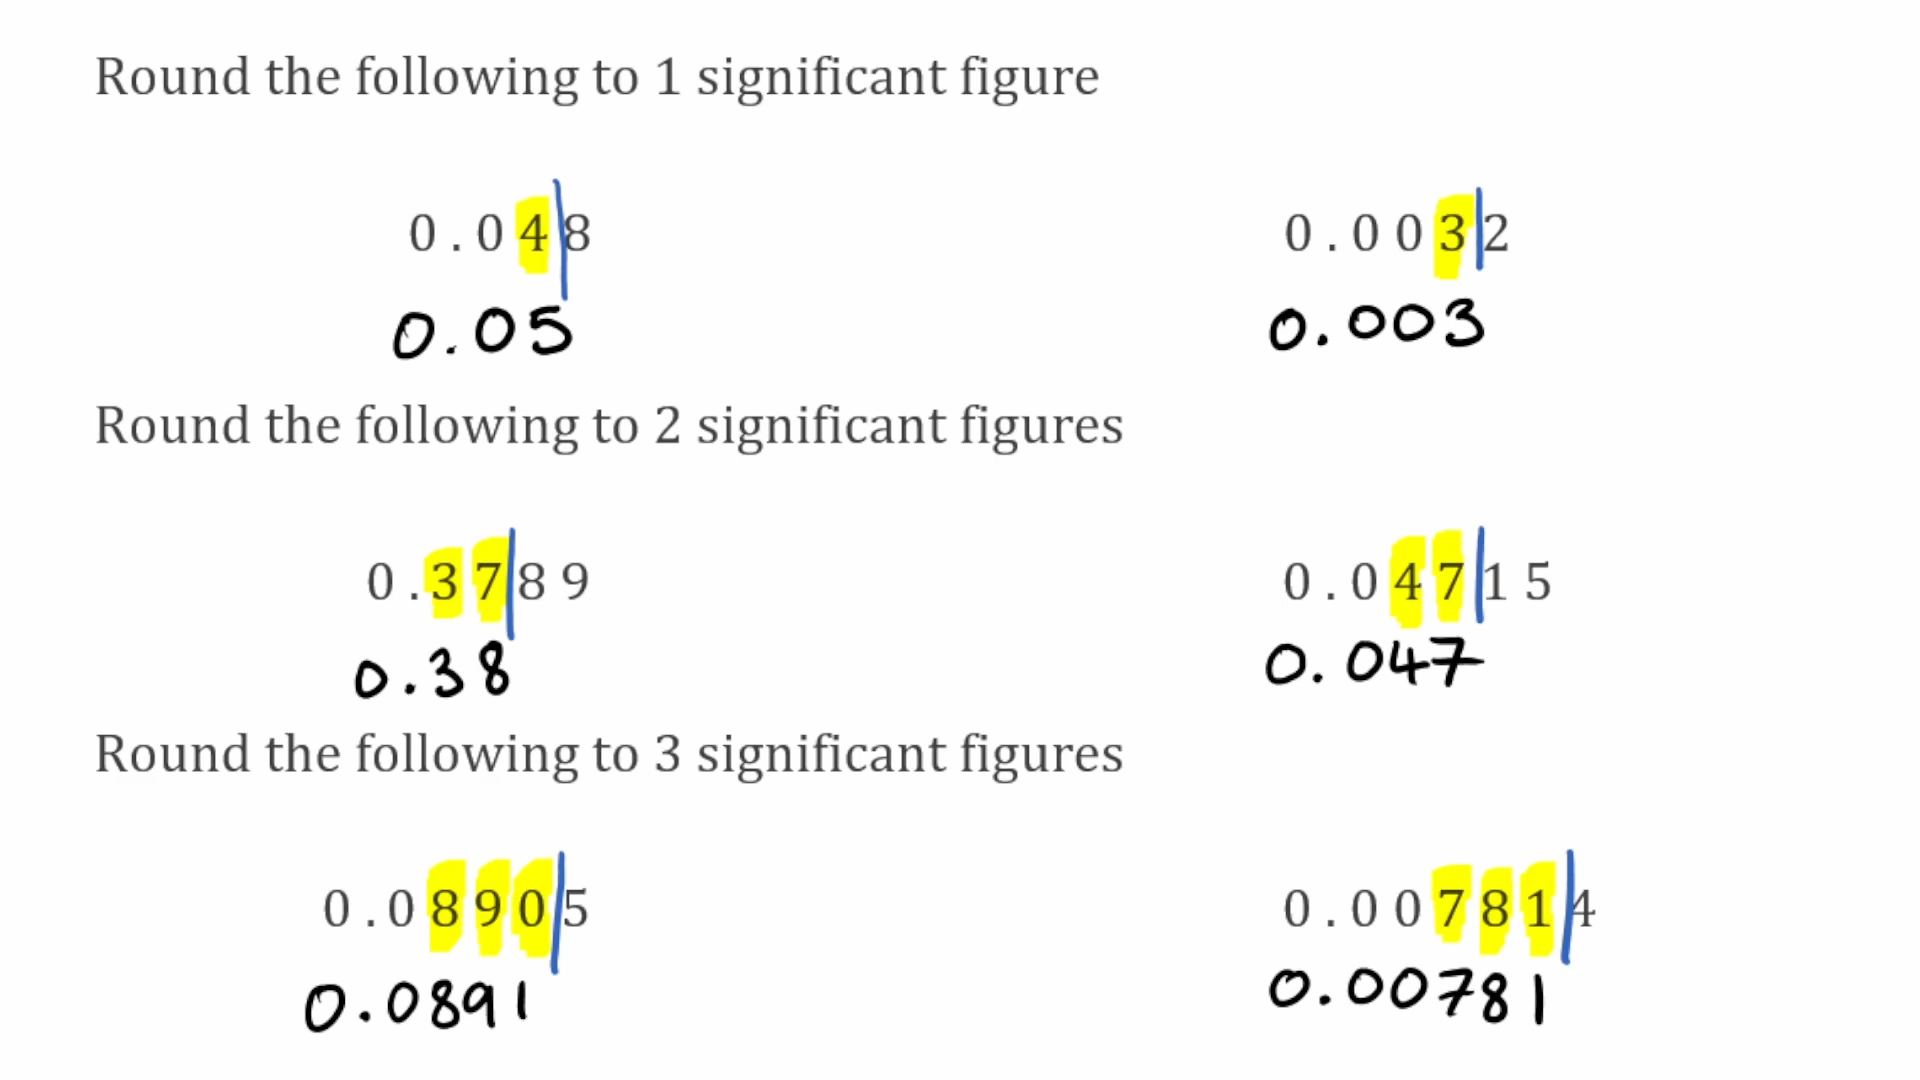 Round the following to 1 significant figure
0.048 0.0032
0.05 0.003
Round the following to 2 significant figures
0.3789 0.04715
0.38 0.047
Round the following to 3 significant figures
0.08905 0.007814
0.0891 0.00781